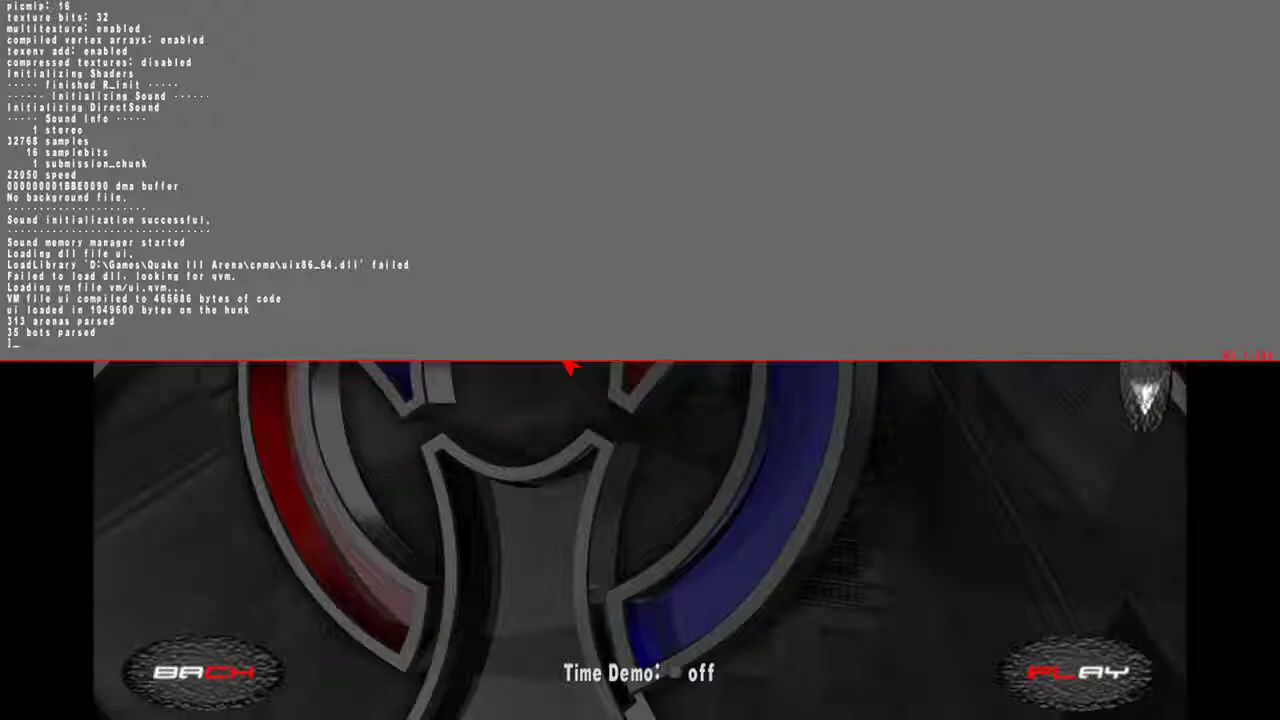 picmip: 16
texture bits: 32
multitexture: enabled
compiled vertex arrays: enabled
texenv add: enabled
compressed textures: disabled
Initializing Shaders
----- finished R_Init -----
------ Initializing Sound ------
Initializing DirectSound
----- Sound Info -----
1 stereo
32768 samples
16 samplebits
1 submission_chunk
22050 speed
000000001BBE0090 dma buffer
No background file.
----------------------
Sound initialization successful.
--------------------------------
Sound memory manager started
Loading dll file ui.
LoadLibrary 'D:\Games\Quake III Arena\cpma\uix86_64.dll' failed
Failed to load dll, looking for qvm.
Loading vm file vm/ui.qvm...
VM file ui compiled to 465686 bytes of code
ui loaded in 1049600 bytes on the hunk
313 arenas parsed
35 bots parsed
]_
BACK
Time Demo: off
PLAY